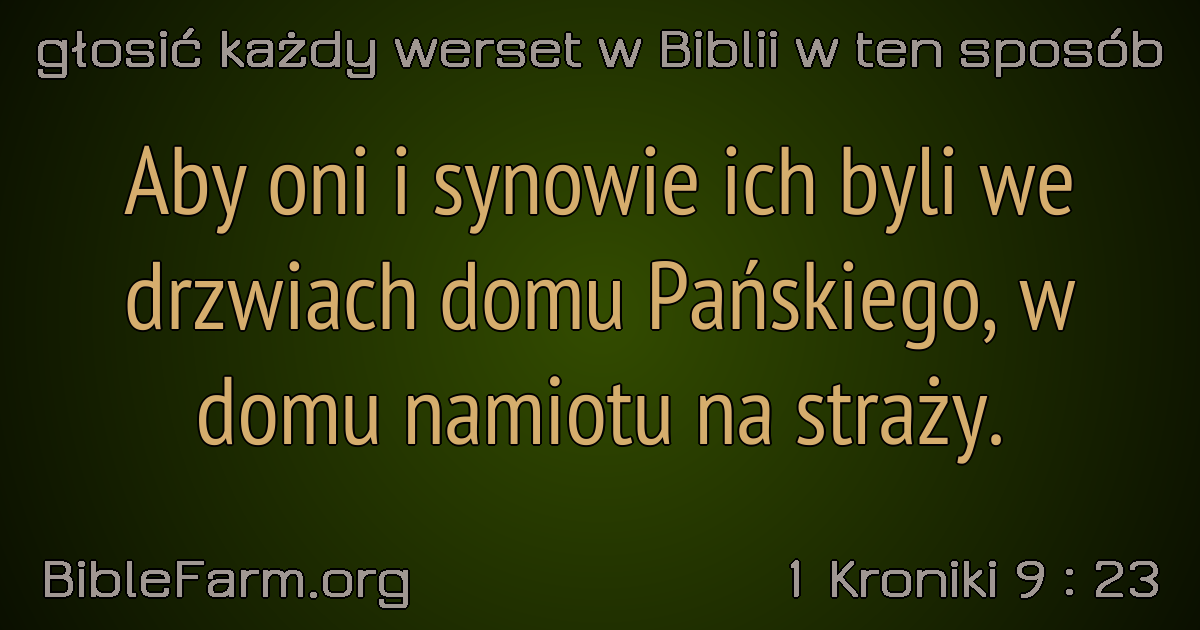 głosić każdy werset w Biblii w ten sposób
Aby oni i synowie ich byli we
drzwiach domu Pańskiego, w
domu namiotu na straży.
BibleFarm.org
1 Kroniki 9 : 23